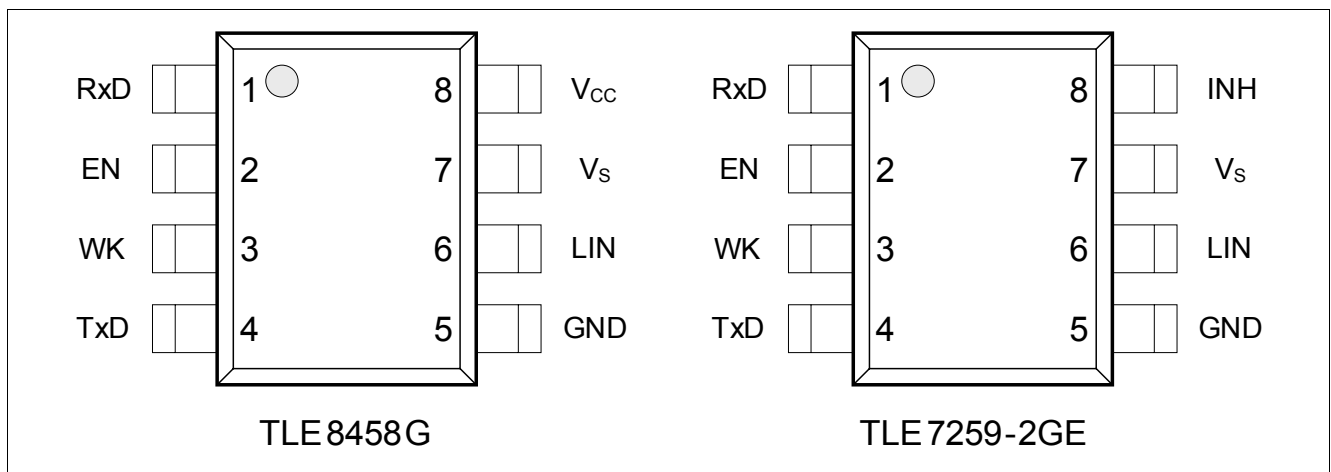 RxD 1 8 VCC
EN 2 7 VS
WK 3 6 LIN
TxD 4 5 GND
TLE8458G
RxD 1 8 INH
EN 2 7 VS
WK 3 6 LIN
TxD 4 5 GND
TLE7259-2GE